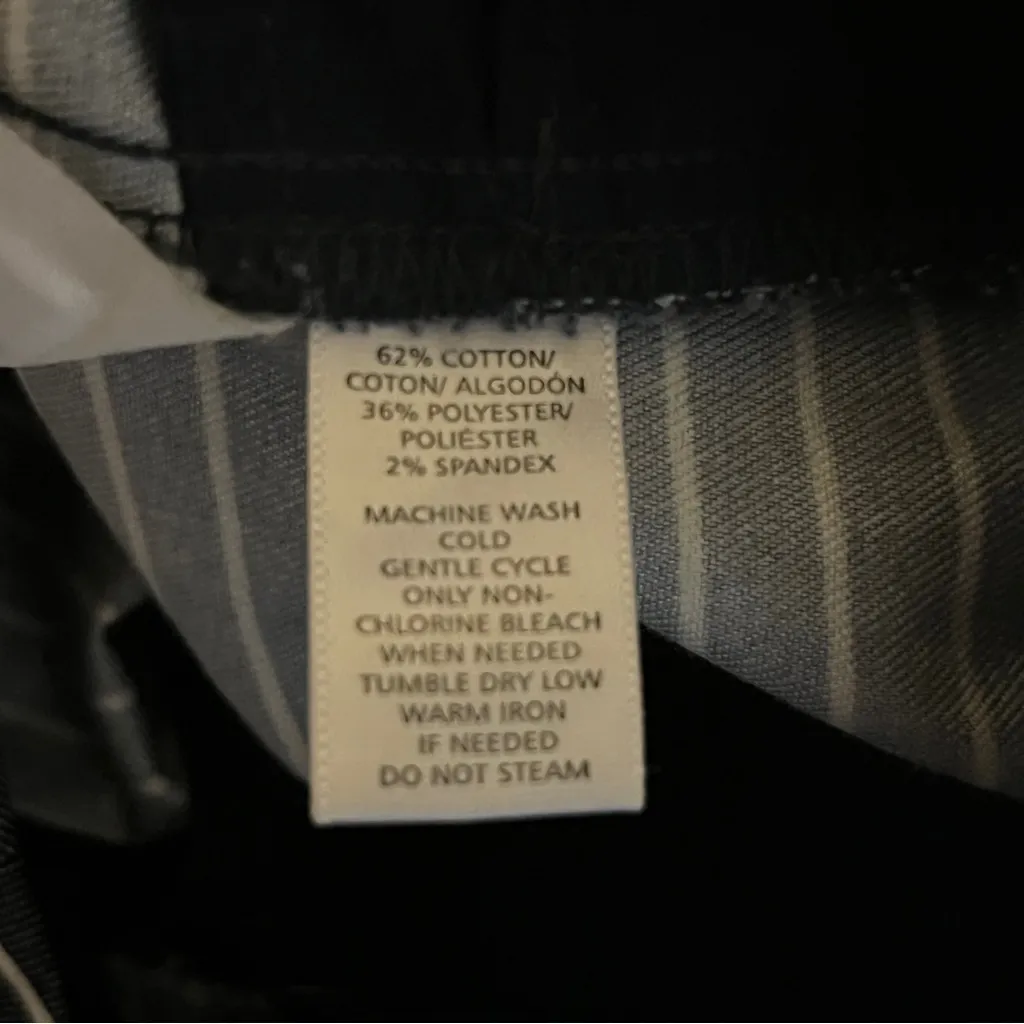 62% COTTON/
COTON/ ALGODÓN
36% POLYESTER/
POLIÉSTER
2% SPANDEX
MACHINE WASH
COLD
GENTLE CYCLE
ONLY NON-
CHLORINE BLEACH
WHEN NEEDED
TUMBLE DRY LOW
WARM IRON
IF NEEDED
DO NOT STEAM